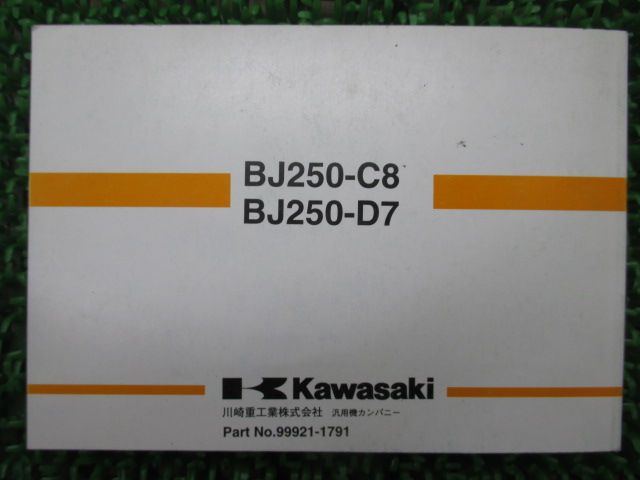 BJ250-C8
BJ250-D7
Kawasaki
川崎重工業株式会社 汎用機カンパニー
Part No.99921-1791